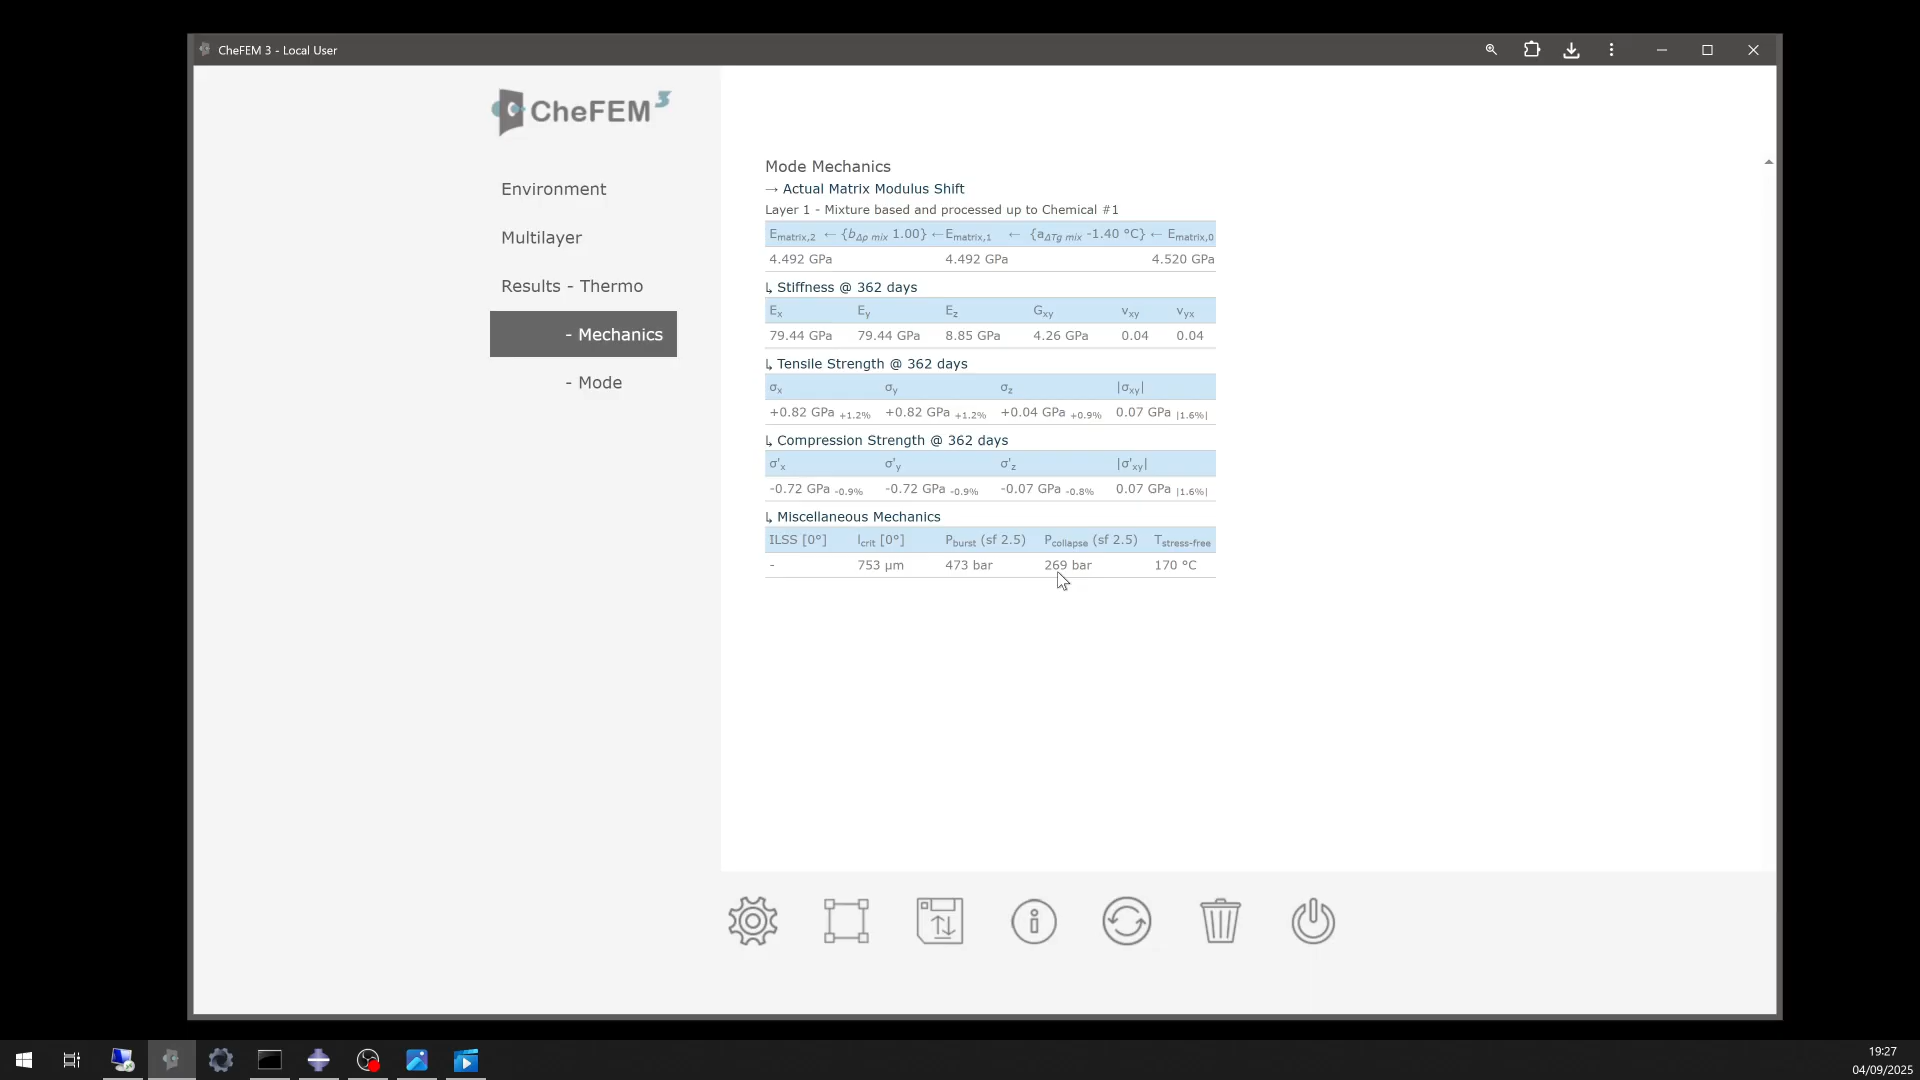 CheFEM 3 - Local User
CheFEM3
Environment
Multilayer
Results - Thermo
- Mechanics
- Mode
Mode Mechanics
→ Actual Matrix Modulus Shift
Layer 1 - Mixture based and processed up to Chemical #1
Ematrix,2 ← {bΔρ mix 1.00} ← Ematrix,1 ← {aΔTg mix -1.40 °C} ← Ematrix,0
4.492 GPa 4.492 GPa 4.520 GPa
↳ Stiffness @ 362 days
Ex Ey Ez Gxy vxy vyx
79.44 GPa 79.44 GPa 8.85 GPa 4.26 GPa 0.04 0.04
↳ Tensile Strength @ 362 days
σx σy σz |σxy|
+0.82 GPa +1.2% +0.82 GPa +1.2% +0.04 GPa +0.9% 0.07 GPa |1.6%|
↳ Compression Strength @ 362 days
σ'x σ'y σ'z |σ'xy|
-0.72 GPa -0.9% -0.72 GPa -0.9% -0.07 GPa -0.8% 0.07 GPa |1.6%|
↳ Miscellaneous Mechanics
ILSS [0°] lcrit [0°] Pburst (sf 2.5) Pcollapse (sf 2.5) Tstress-free
- 753 µm 473 bar 269 bar 170 °C
19:27
04/09/2025